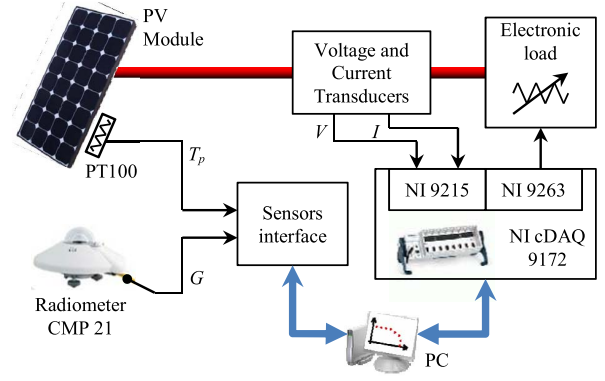 PV
Module
Voltage and
Current
Transducers
Electronic
load
V
I
PT100
Tp
NI 9215
NI 9263
Sensors
interface
NI cDAQ
9172
G
Radiometer
CMP 21
PC